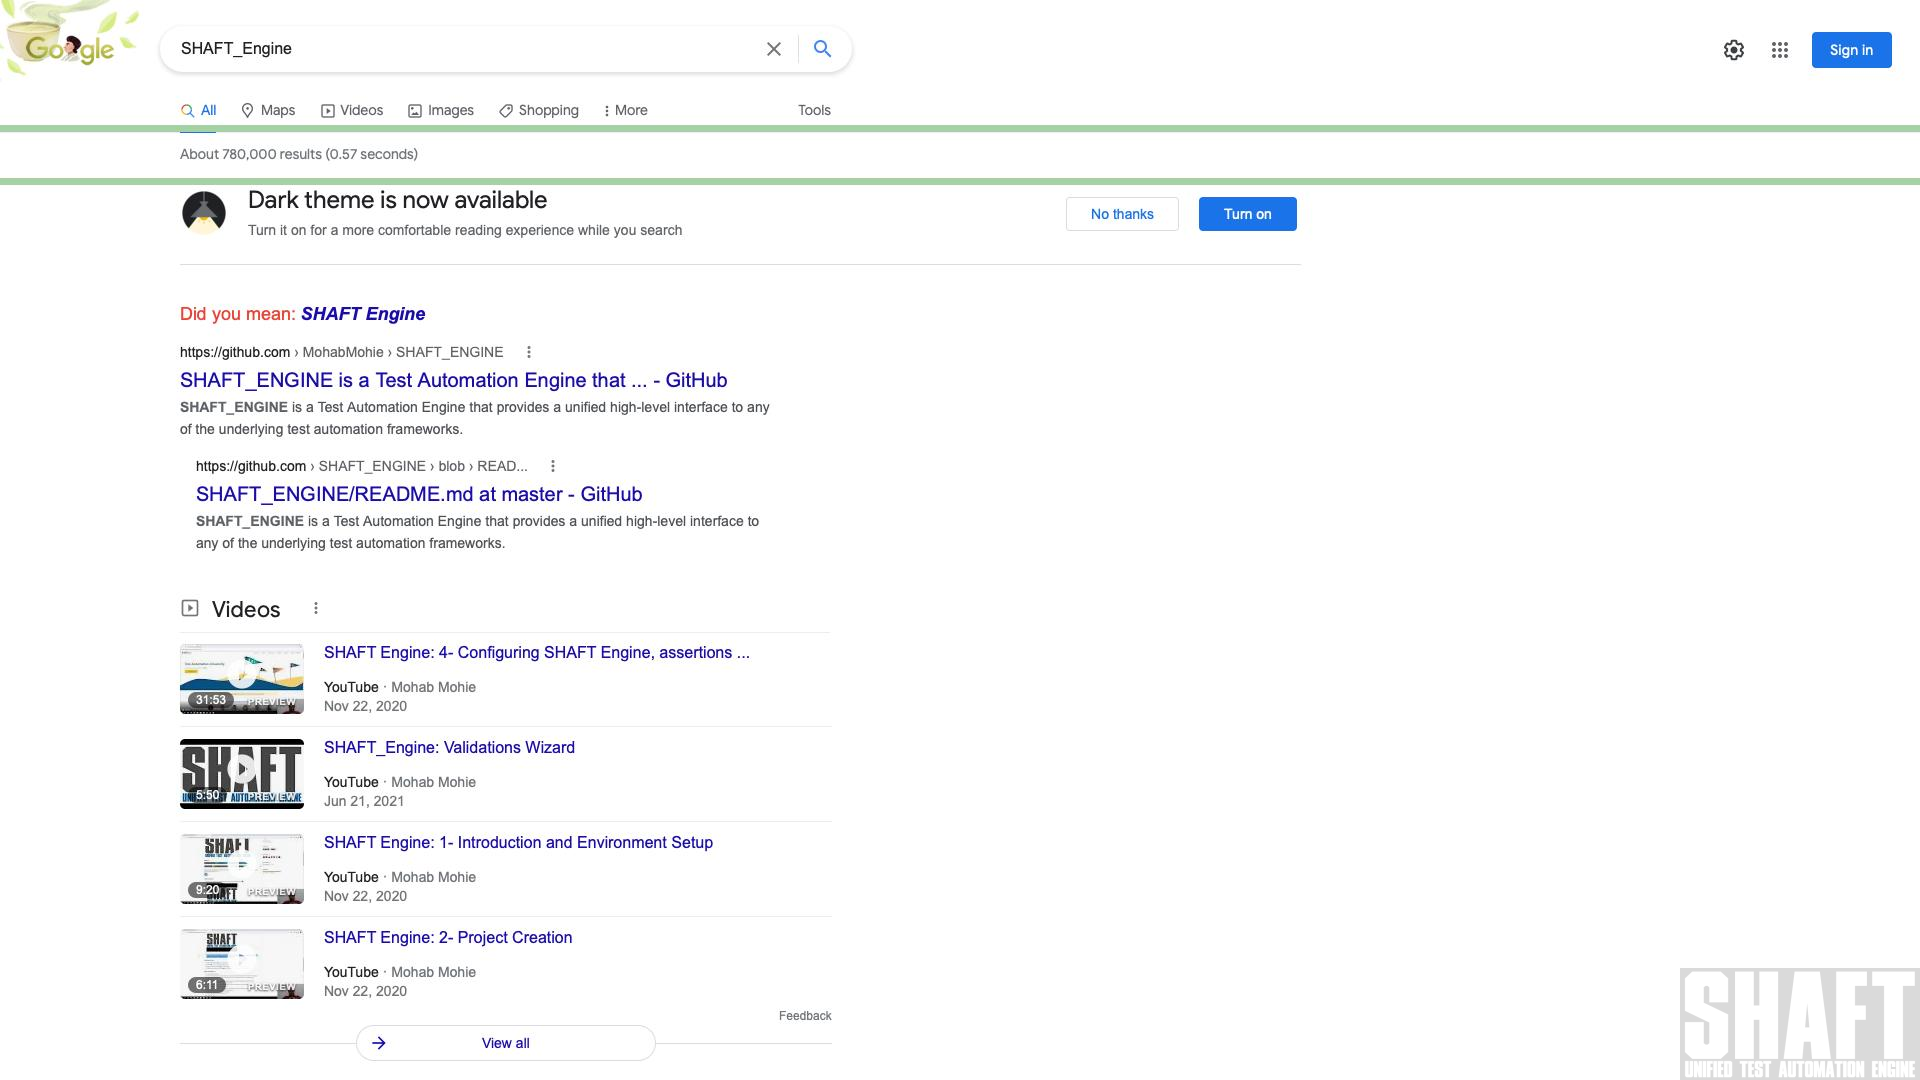 Google
SHAFT_Engine
Sign in
All
Maps
Videos
Images
Shopping
More
Tools
About 780,000 results (0.57 seconds)
Dark theme is now available
Turn it on for a more comfortable reading experience while you search
No thanks
Turn on
Did you mean: SHAFT Engine
https://github.com › MohabMohie › SHAFT_ENGINE
SHAFT_ENGINE is a Test Automation Engine that ... - GitHub
SHAFT_ENGINE is a Test Automation Engine that provides a unified high-level interface to any
of the underlying test automation frameworks.
https://github.com › SHAFT_ENGINE › blob › READ...
SHAFT_ENGINE/README.md at master - GitHub
SHAFT_ENGINE is a Test Automation Engine that provides a unified high-level interface to
any of the underlying test automation frameworks.
Videos
31:53
PREVIEW
SHAFT Engine: 4- Configuring SHAFT Engine, assertions ...
YouTube · Mohab Mohie
Nov 22, 2020
SHAFT
UNIFIED TEST AUTOMATION ENGINE
5:50
PREVIEW
SHAFT_Engine: Validations Wizard
YouTube · Mohab Mohie
Jun 21, 2021
SHAFT
9:20
PREVIEW
SHAFT Engine: 1- Introduction and Environment Setup
YouTube · Mohab Mohie
Nov 22, 2020
SHAFT
6:11
PREVIEW
SHAFT Engine: 2- Project Creation
YouTube · Mohab Mohie
Nov 22, 2020
Feedback
View all
SHAFT
UNIFIED TEST AUTOMATION ENGINE